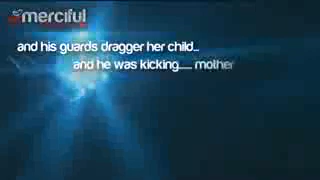 merciful
and his guards dragger her child..
and he was kicking..... mother